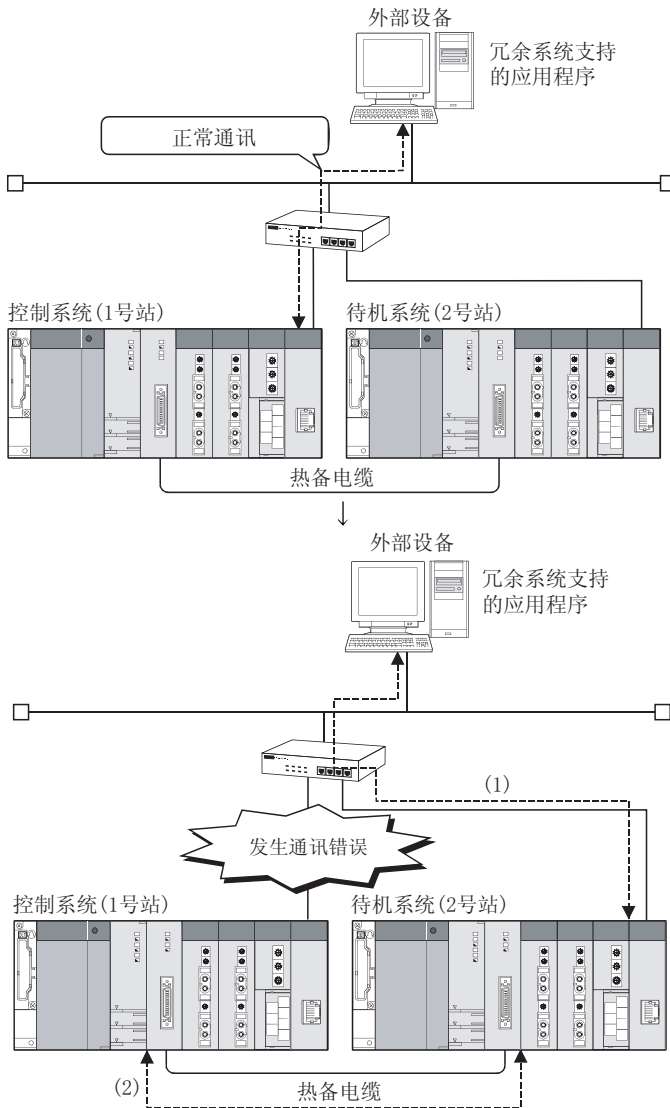 外部设备
冗余系统支持
的应用程序
正常通讯
控制系统(1号站)
待机系统(2号站)
热备电缆
↓
外部设备
冗余系统支持
的应用程序
(1)
发生通讯错误
控制系统(1号站)
待机系统(2号站)
(2)
热备电缆